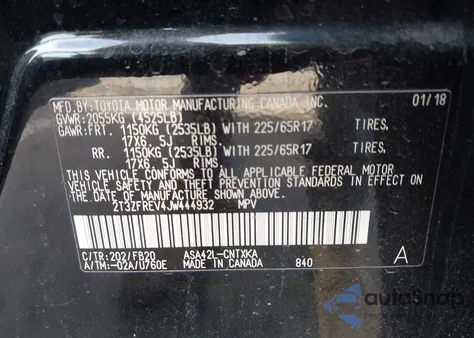 MFD.BY:TOYOTA MOTOR MANUFACTURING CANADA INC. 01/18
GVWR:2055KG (4525LB)
GAWR:FRT. 1150KG (2535LB) WITH 225/65R17 TIRES,
17X6.5J RIMS.
RR. 1150KG (2535LB) WITH 225/65R17 TIRES,
17X6.5J RIMS.
THIS VEHICLE CONFORMS TO ALL APPLICABLE FEDERAL MOTOR
VEHICLE SAFETY AND THEFT PREVENTION STANDARDS IN EFFECT ON
THE DATE OF MANUFACTURE SHOWN ABOVE.
2T3ZFREV4JW444932 MPV
C/TR:202/FB20 ASA42L-CNTXKA A
A/TM:-02A/U760E MADE IN CANADA 840
autoSnap